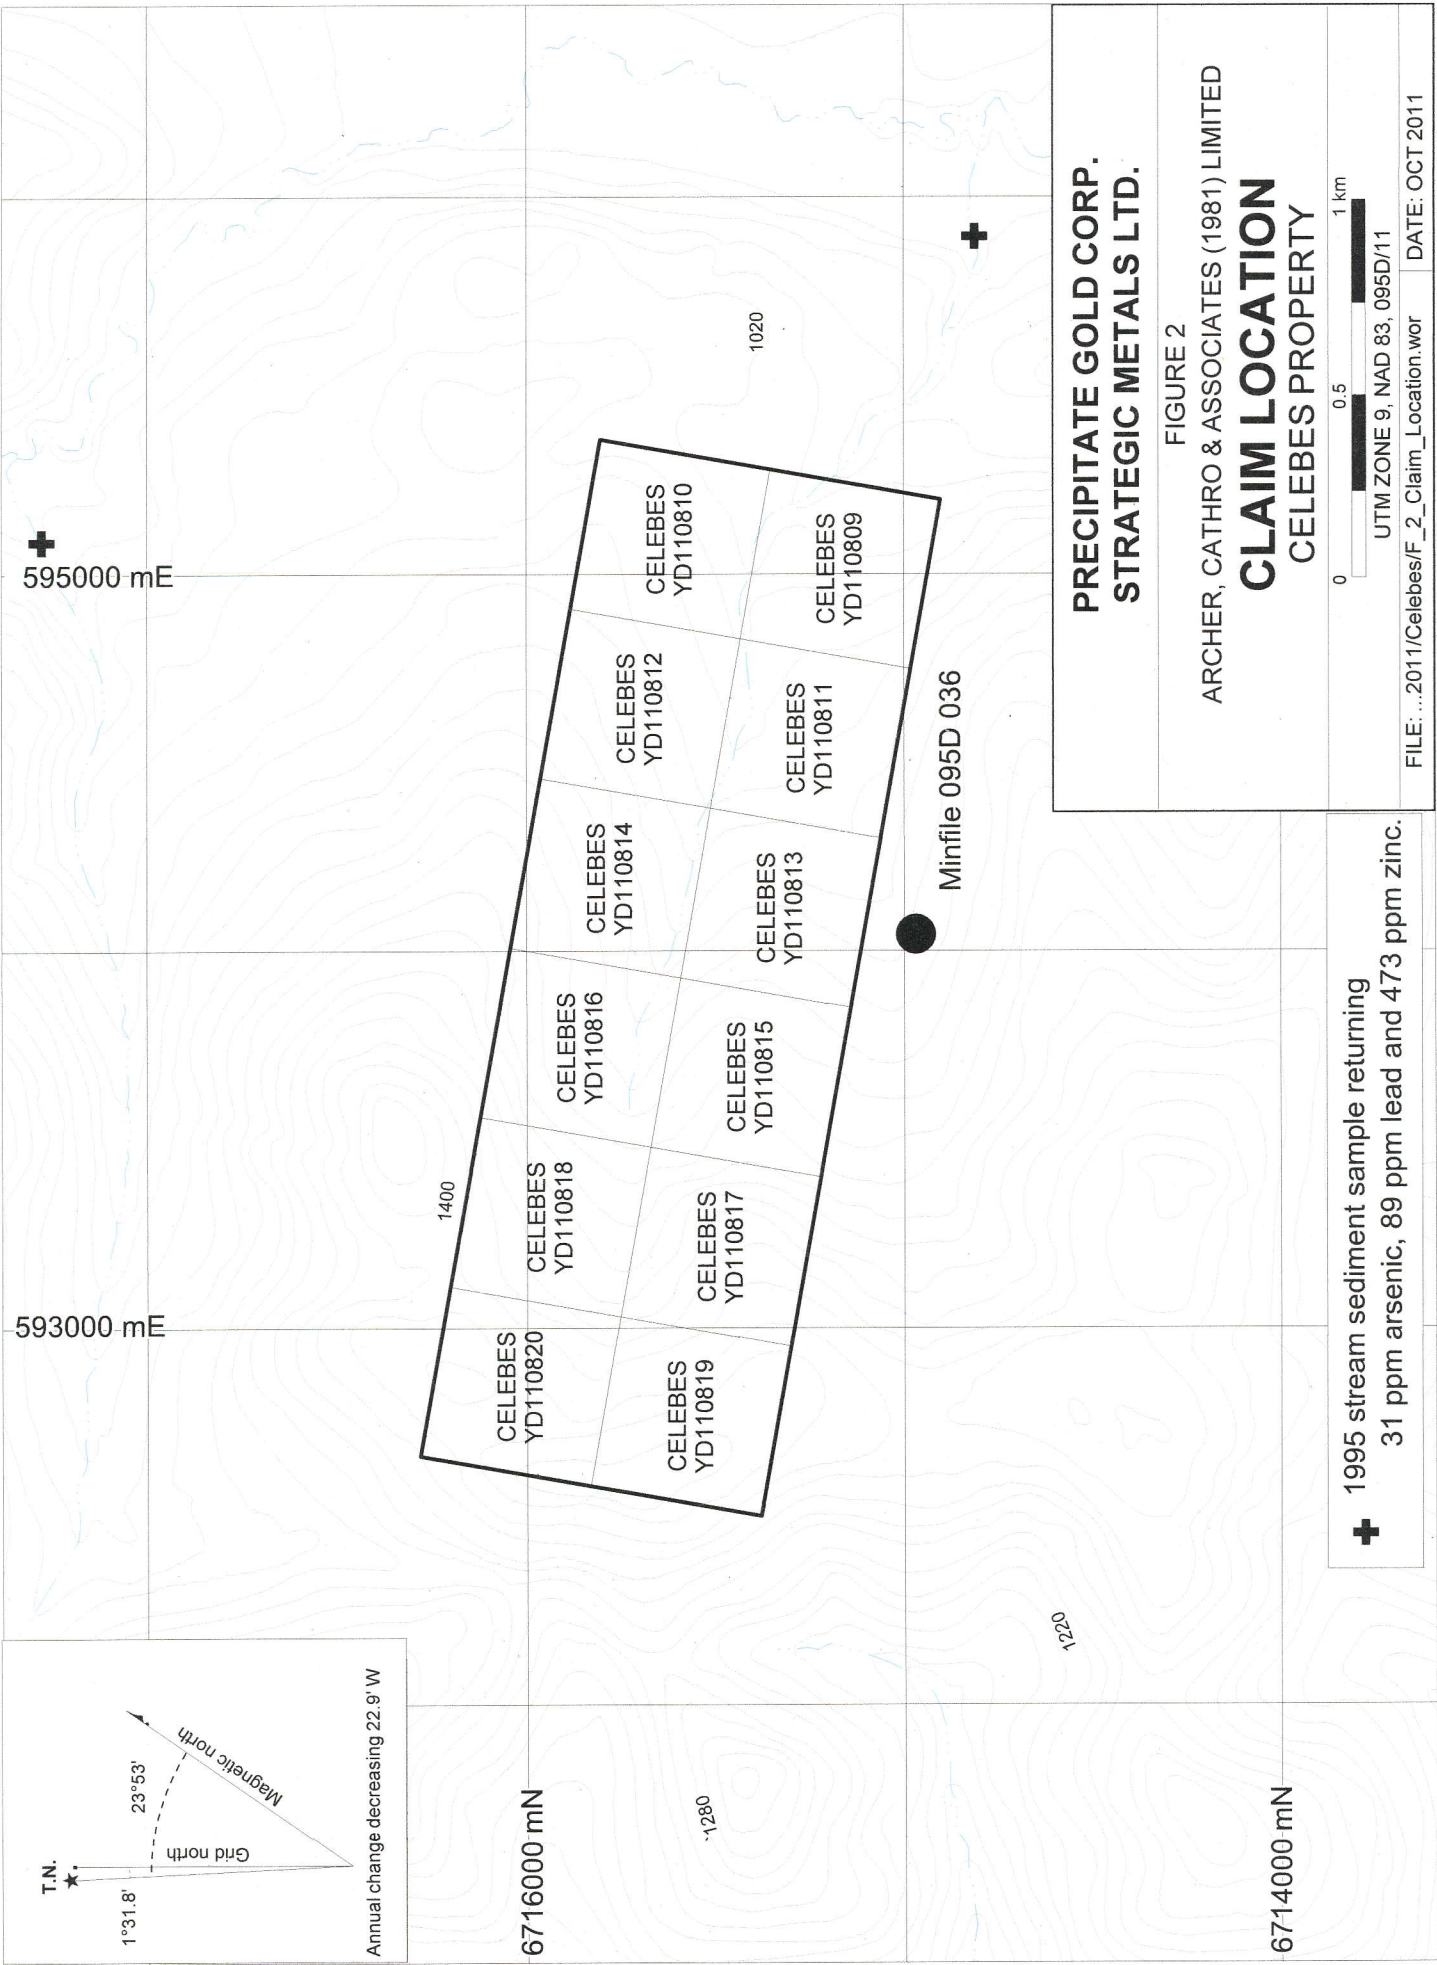 T.N.
1°31.8'
23°53'
Grid north
Magnetic north
Annual change decreasing 22.9' W
593000 mE
595000 mE
6716000 mN
6714000 mN
1400
1280
1220
1020
CELEBES
YD110820
CELEBES
YD110818
CELEBES
YD110816
CELEBES
YD110814
CELEBES
YD110812
CELEBES
YD110810
CELEBES
YD110819
CELEBES
YD110817
CELEBES
YD110815
CELEBES
YD110813
CELEBES
YD110811
CELEBES
YD110809
Minfile 095D 036
1995 stream sediment sample returning
31 ppm arsenic, 89 ppm lead and 473 ppm zinc.
PRECIPITATE GOLD CORP.
STRATEGIC METALS LTD.
FIGURE 2
ARCHER, CATHRO & ASSOCIATES (1981) LIMITED
CLAIM LOCATION
CELEBES PROPERTY
0 0.5 1 km
UTM ZONE 9, NAD 83, 095D/11
FILE: ...2011/Celebes/F_2_Claim_Location.wor DATE: OCT 2011